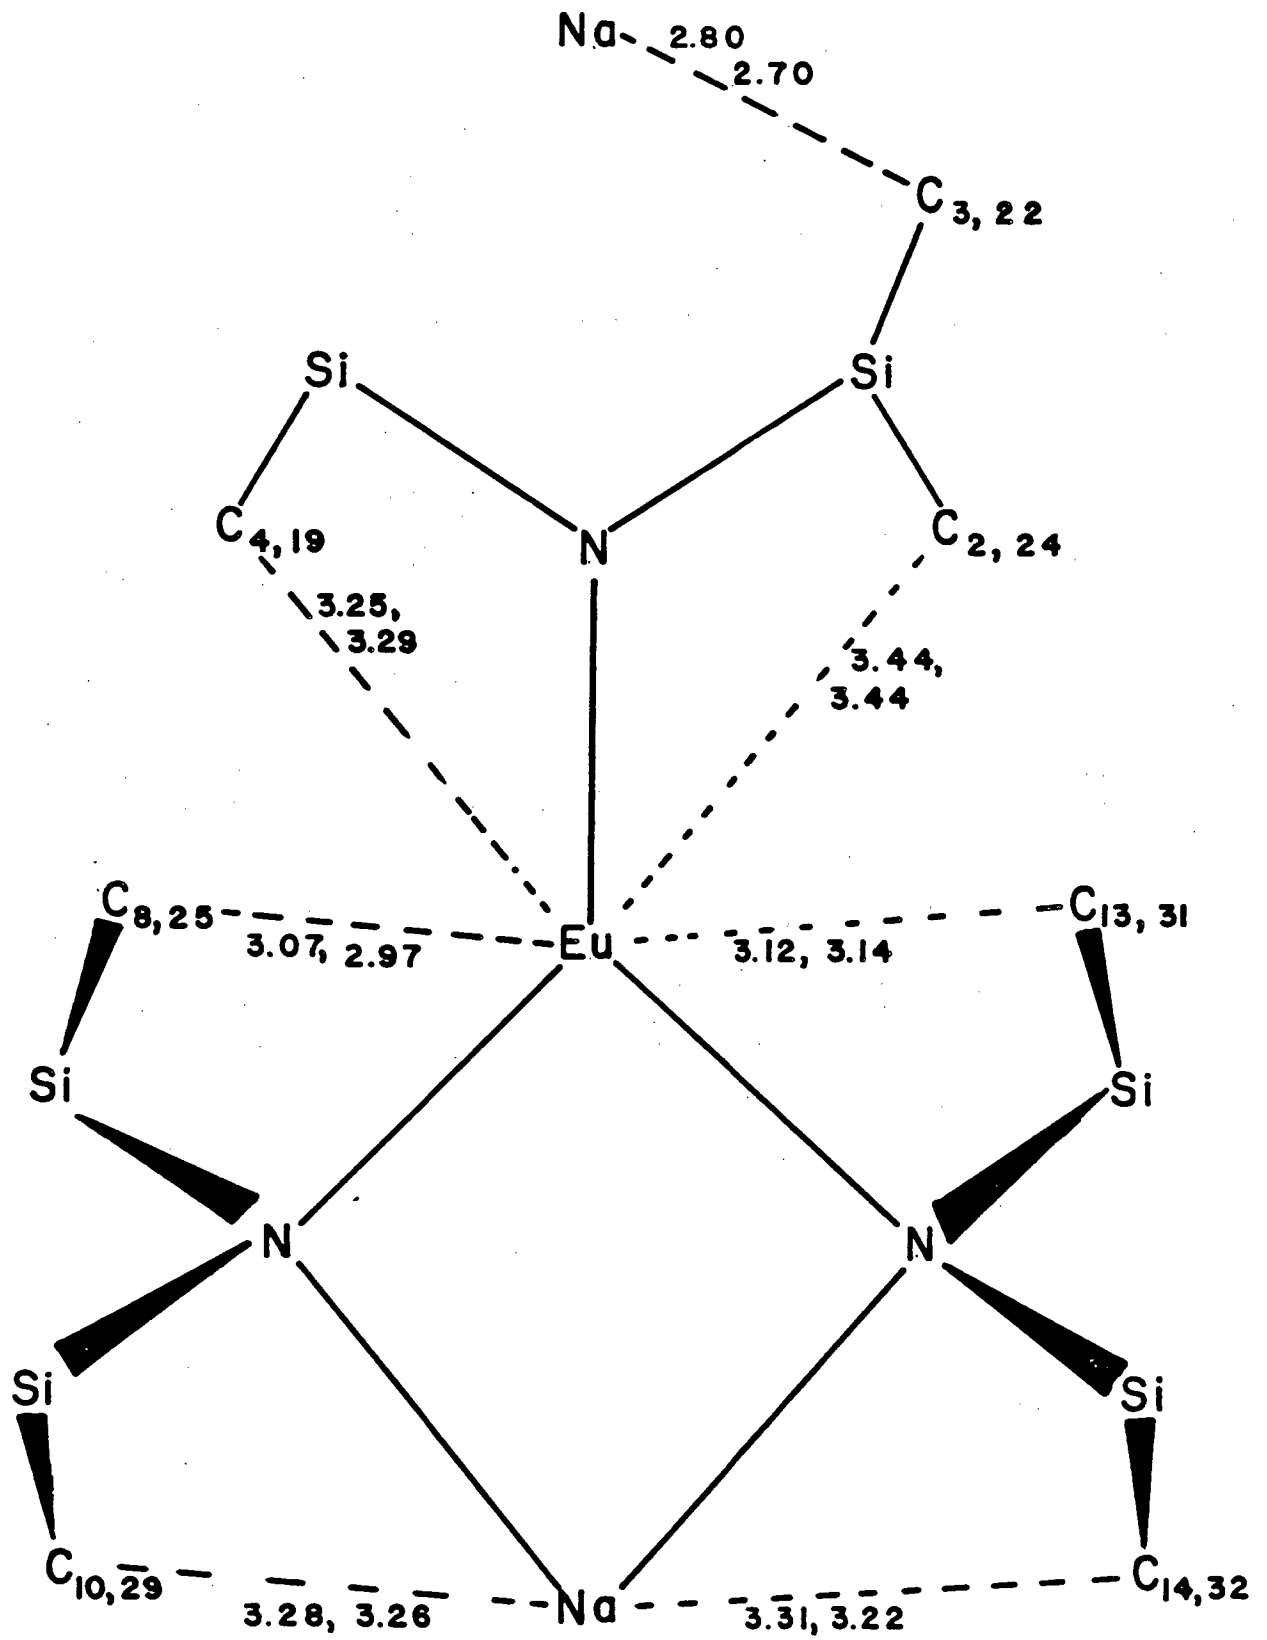 Na 2.80
2.70
C3, 22
Si Si
C4, 19 N C2, 24
3.25,
3.29
3.44,
3.44
C8, 25 C13, 31
3.07, 2.97 Eu 3.12, 3.14
Si Si
N N
Si Si
C10, 29 C14, 32
3.28, 3.26 Na 3.31, 3.22